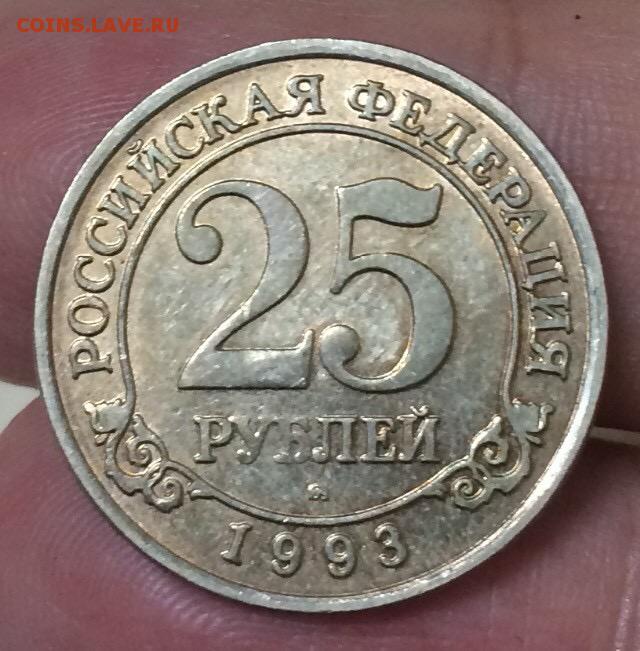 COINS.LAVE.RU
РОССИЙСКАЯ ФЕДЕРАЦИЯ
25
РУБЛЕЙ
1993